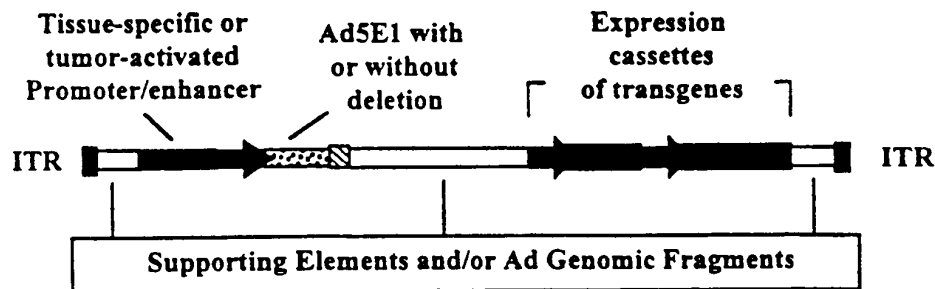 Tissue-specific or
tumor-activated
Promoter/enhancer
Ad5E1 with
or without
deletion
Expression
cassettes
of transgenes
ITR
ITR
Supporting Elements and/or Ad Genomic Fragments